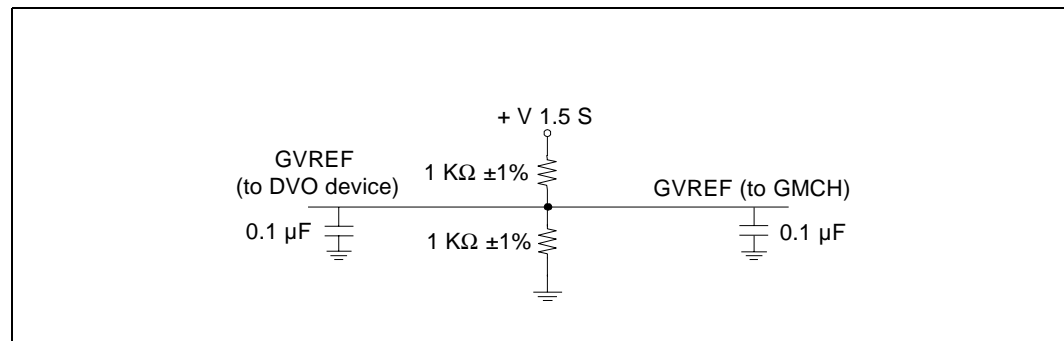 + V 1.5 S
GVREF
(to DVO device)
1 KΩ ±1%
GVREF (to GMCH)
0.1 µF
1 KΩ ±1%
0.1 µF